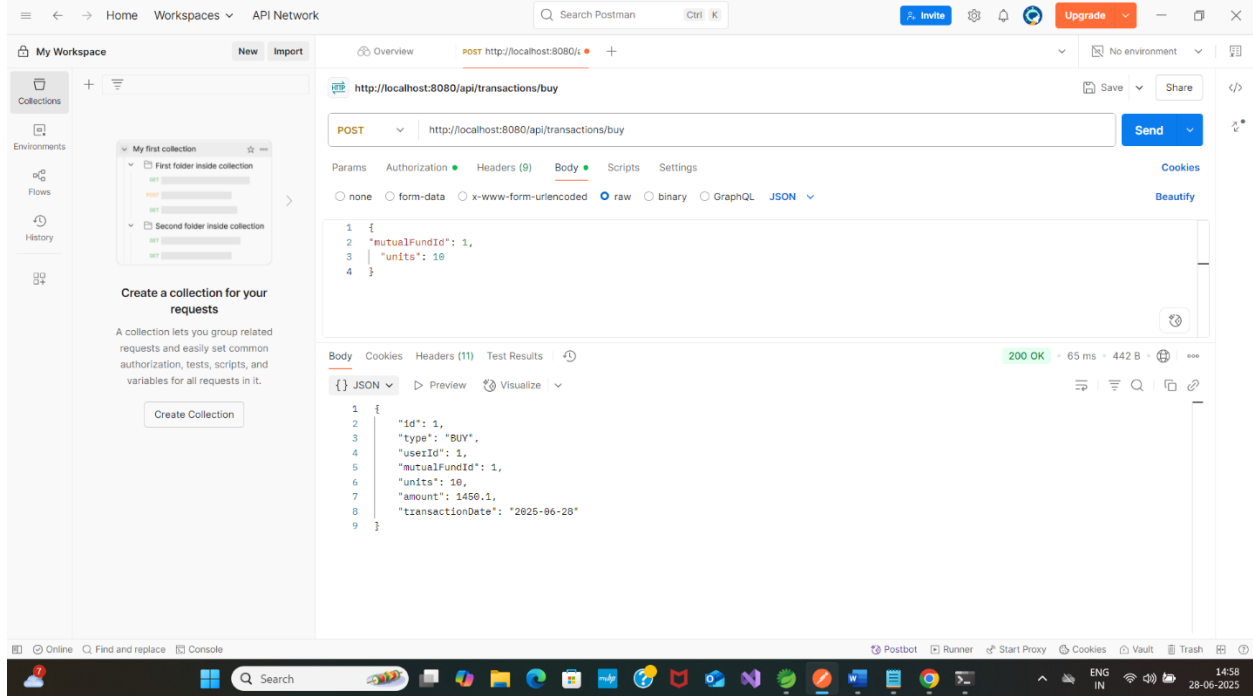 Home Workspaces API Network Search Postman Ctrl K Invite Upgrade
My Workspace New Import Overview POST http://localhost:8080/a + No environment
Collections
Environments
Flows
History
My first collection
First folder inside collection
GET
POST
GET
Second folder inside collection
GET
GET
Create a collection for your
requests
A collection lets you group related
requests and easily set common
authorization, tests, scripts, and
variables for all requests in it.
Create Collection
HTTP http://localhost:8080/api/transactions/buy Save Share
POST http://localhost:8080/api/transactions/buy Send
Params Authorization Headers (9) Body Scripts Settings Cookies
none form-data x-www-form-urlencoded raw binary GraphQL JSON Beautify
1 {
2 "mutualFundId": 1,
3 "units": 10
4 }
Body Cookies Headers (11) Test Results 200 OK 65 ms 442 B
{} JSON Preview Visualize
1 {
2 "id": 1,
3 "type": "BUY",
4 "userId": 1,
5 "mutualFundId": 1,
6 "units": 10,
7 "amount": 1450.1,
8 "transactionDate": "2025-06-28"
9 }
Online Find and replace Console Postbot Runner Start Proxy Cookies Vault Trash
7 Search ENG 14:58
IN 28-06-2025